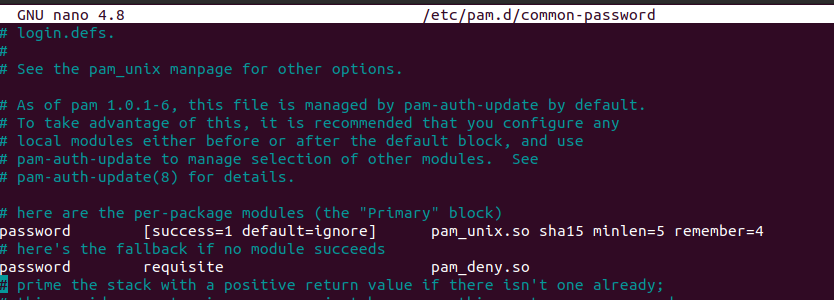 GNU nano 4.8 /etc/pam.d/common-password
# login.defs.
#
# See the pam_unix manpage for other options.
# As of pam 1.0.1-6, this file is managed by pam-auth-update by default.
# To take advantage of this, it is recommended that you configure any
# local modules either before or after the default block, and use
# pam-auth-update to manage selection of other modules.  See
# pam-auth-update(8) for details.
# here are the per-package modules (the "Primary" block)
password        [success=1 default=ignore]      pam_unix.so sha15 minlen=5 remember=4
# here's the fallback if no module succeeds
password        requisite                       pam_deny.so
# prime the stack with a positive return value if there isn't one already;